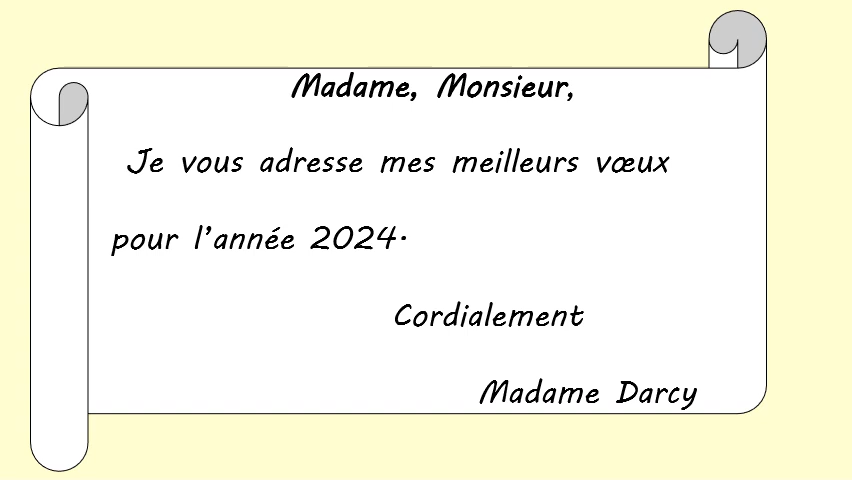 Madame, Monsieur,
Je vous adresse mes meilleurs vœux
pour l’année 2024.
Cordialement
Madame Darcy